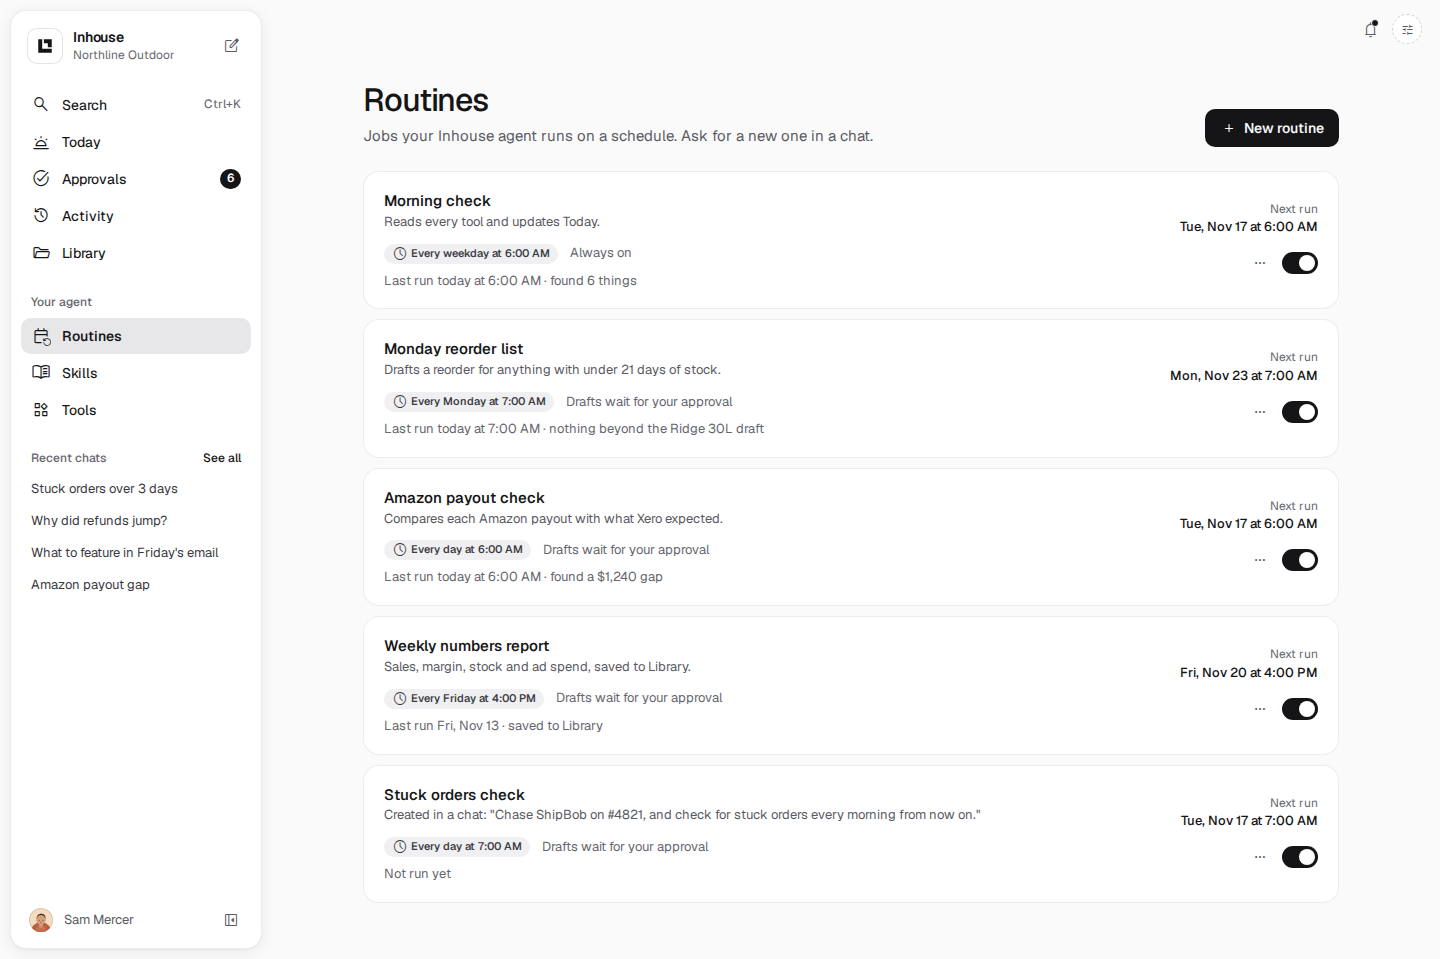 Inhouse
Northline Outdoor
Search Ctrl+K
Today
Approvals 6
Activity
Library
Your agent
Routines
Skills
Tools
Recent chats See all
Stuck orders over 3 days
Why did refunds jump?
What to feature in Friday's email
Amazon payout gap
Sam Mercer
Routines
Jobs your Inhouse agent runs on a schedule. Ask for a new one in a chat.
+ New routine
Morning check
Reads every tool and updates Today.
Every weekday at 6:00 AM Always on
Last run today at 6:00 AM · found 6 things
Next run
Tue, Nov 17 at 6:00 AM
Monday reorder list
Drafts a reorder for anything with under 21 days of stock.
Every Monday at 7:00 AM Drafts wait for your approval
Last run today at 7:00 AM · nothing beyond the Ridge 30L draft
Next run
Mon, Nov 23 at 7:00 AM
Amazon payout check
Compares each Amazon payout with what Xero expected.
Every day at 6:00 AM Drafts wait for your approval
Last run today at 6:00 AM · found a $1,240 gap
Next run
Tue, Nov 17 at 6:00 AM
Weekly numbers report
Sales, margin, stock and ad spend, saved to Library.
Every Friday at 4:00 PM Drafts wait for your approval
Last run Fri, Nov 13 · saved to Library
Next run
Fri, Nov 20 at 4:00 PM
Stuck orders check
Created in a chat: "Chase ShipBob on #4821, and check for stuck orders every morning from now on."
Every day at 7:00 AM Drafts wait for your approval
Not run yet
Next run
Tue, Nov 17 at 7:00 AM